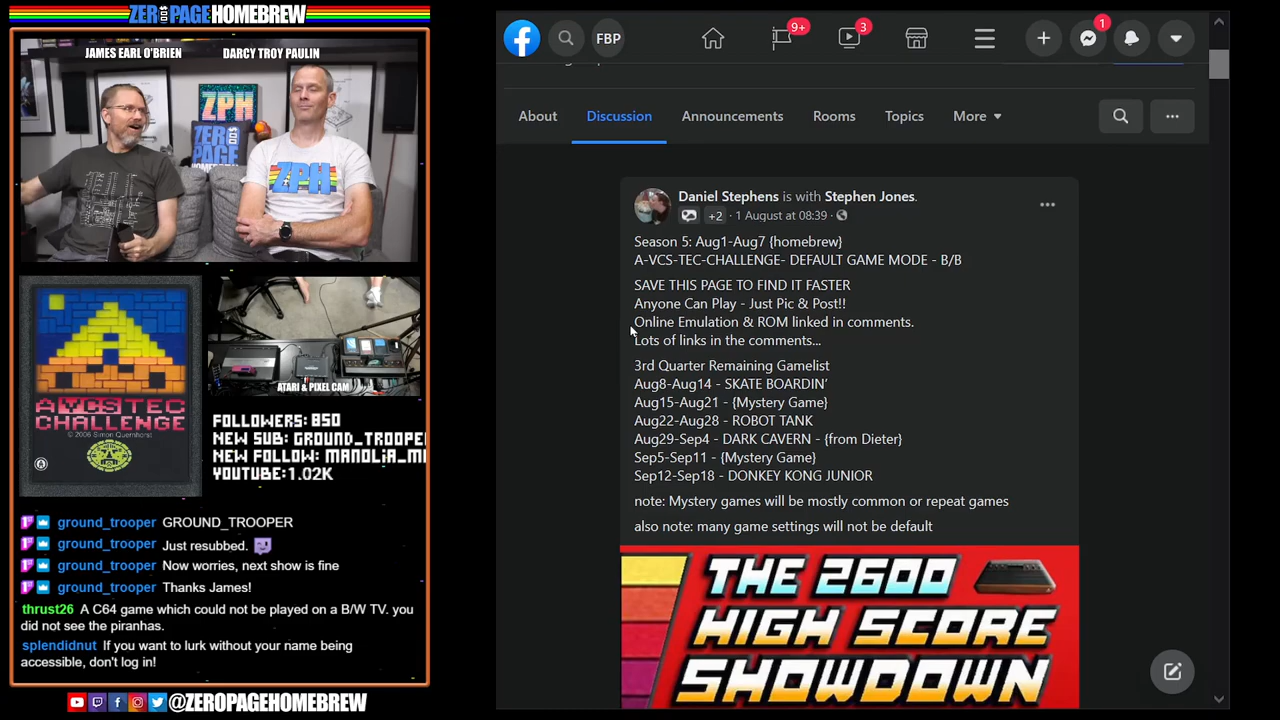 ZERO PAGE HOMEBREW
JAMES EARL O'BRIEN
DARCY TROY PAULIN
ZPH
ZERO
PAGE
ZPH
A VCS TEC
CHALLENGE
© 2006 Simon Quernhorst
ATARI & PIXEL CAM
FOLLOWERS: 850
NEW SUB: GROUND_TROOPER
NEW FOLLOW: MANOLIA_M
YOUTUBE:1.02K
ground_trooper GROUND_TROOPER
ground_trooper Just resubbed.
ground_trooper Now worries, next show is fine
ground_trooper Thanks James!
thrust26 A C64 game which could not be played on a B/W TV. you
did not see the piranhas.
splendidnut If you want to lurk without your name being
accessible, don't log in!
@ZEROPAGEHOMEBREW
FBP
9+
3
1
About
Discussion
Announcements
Rooms
Topics
More
Daniel Stephens is with Stephen Jones.
+2 · 1 August at 08:39 ·
Season 5: Aug1-Aug7 {homebrew}
A-VCS-TEC-CHALLENGE- DEFAULT GAME MODE - B/B
SAVE THIS PAGE TO FIND IT FASTER
Anyone Can Play - Just Pic & Post!!
Online Emulation & ROM linked in comments.
Lots of links in the comments...
3rd Quarter Remaining Gamelist
Aug8-Aug14 - SKATE BOARDIN'
Aug15-Aug21 - {Mystery Game}
Aug22-Aug28 - ROBOT TANK
Aug29-Sep4 - DARK CAVERN - {from Dieter}
Sep5-Sep11 - {Mystery Game}
Sep12-Sep18 - DONKEY KONG JUNIOR
note: Mystery games will be mostly common or repeat games
also note: many game settings will not be default
THE 2600
HIGH SCORE
SHOWDOWN